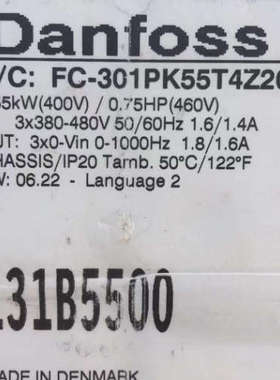 Danfoss
/C: FC-301PK55T4Z20
55kW(400V) / 0.75HP(460V)
3x380-480V 50/60Hz 1.6/1.4A
UT: 3x0-Vin 0-1000Hz 1.8/1.6A
HASSIS/IP20 Tamb. 50°C/122°F
W: 06.22 - Language 2
131B5500
ADE IN DENMARK